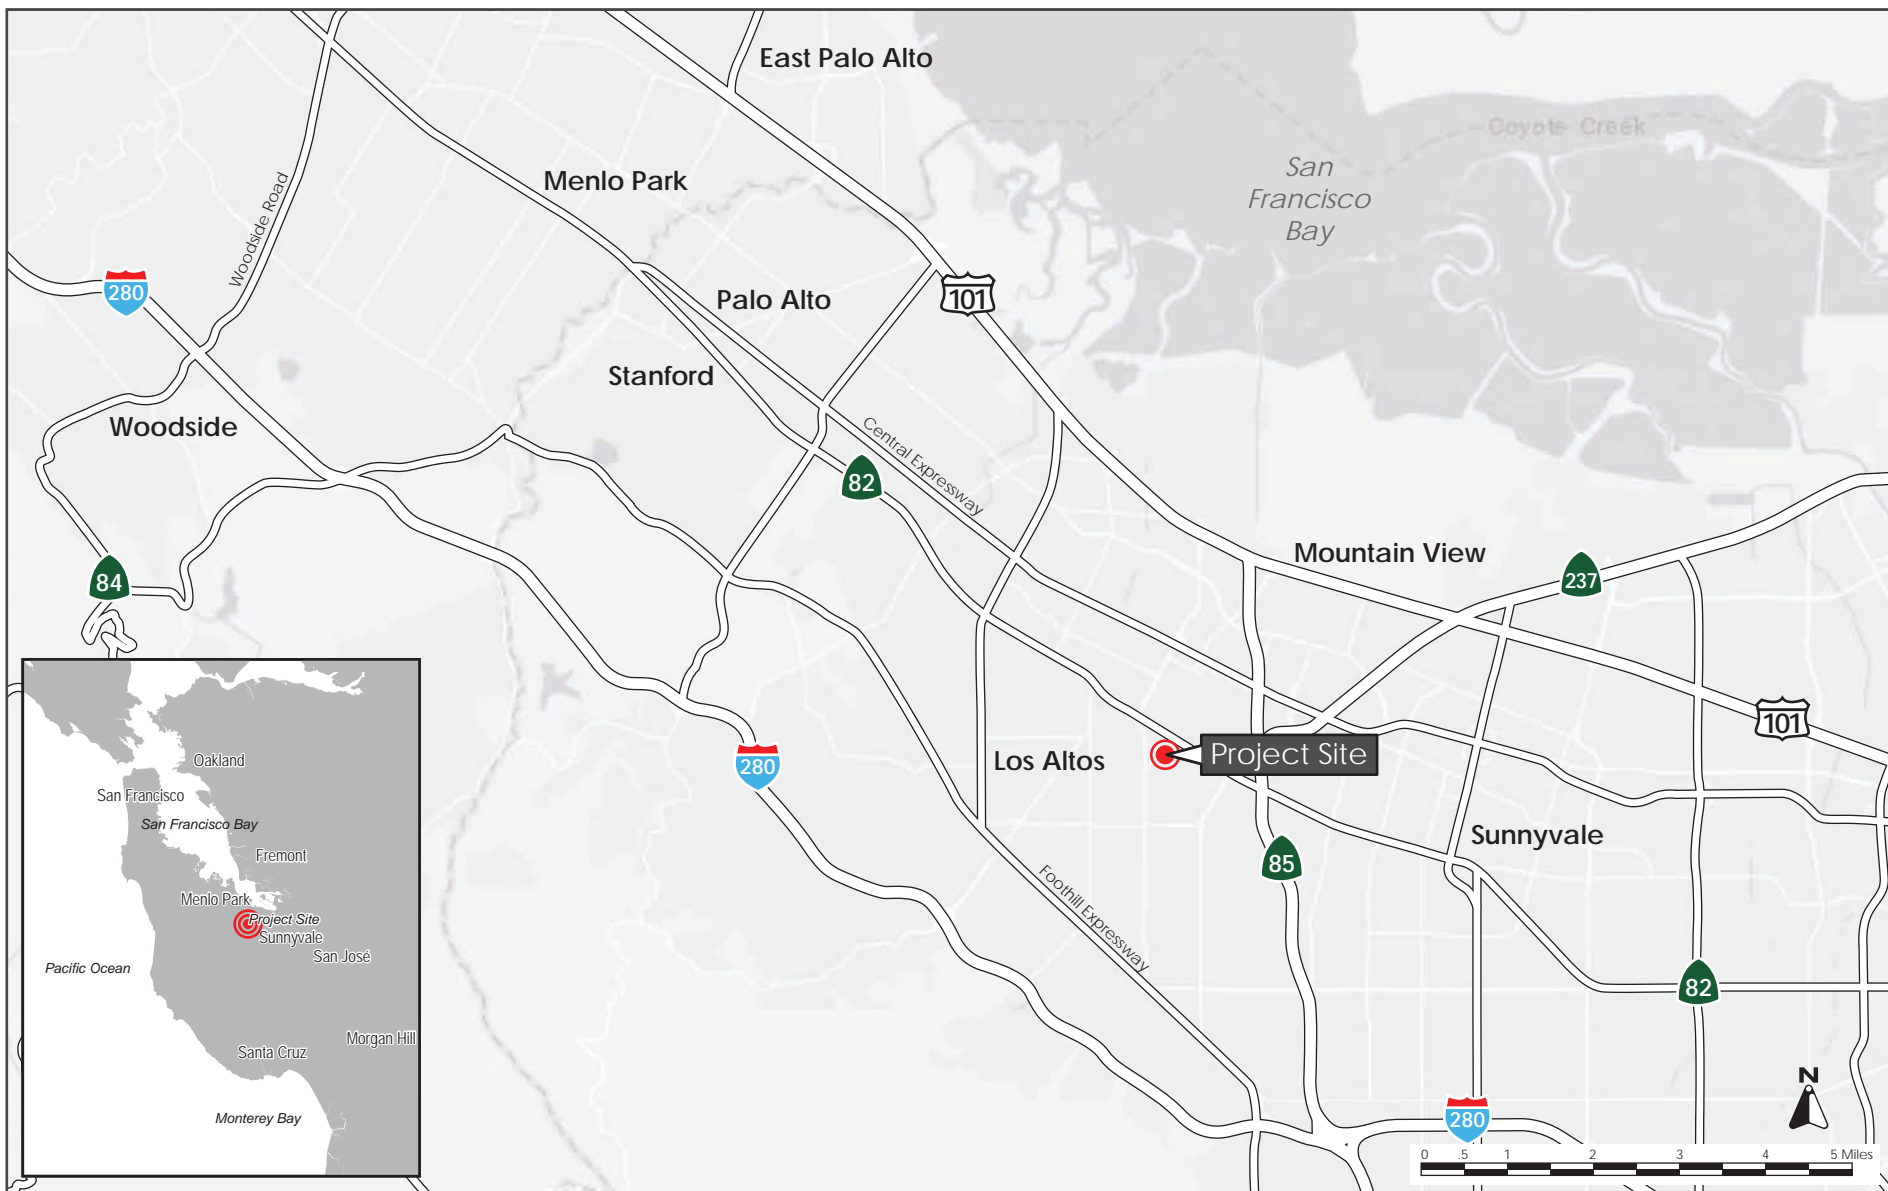 East Palo Alto
Coyote Creek
San
Francisco
Bay
Menlo Park
Woodside Road
280
Palo Alto
101
Stanford
Woodside
Central Expressway
82
Mountain View
237
84
101
Los Altos
Project Site
280
Sunnyvale
85
Foothill Expressway
82
280
N
0 .5 1 2 3 4 5 Miles
Oakland
San Francisco
San Francisco Bay
Fremont
Menlo Park
Project Site
Sunnyvale
San José
Pacific Ocean
Morgan Hill
Santa Cruz
Monterey Bay